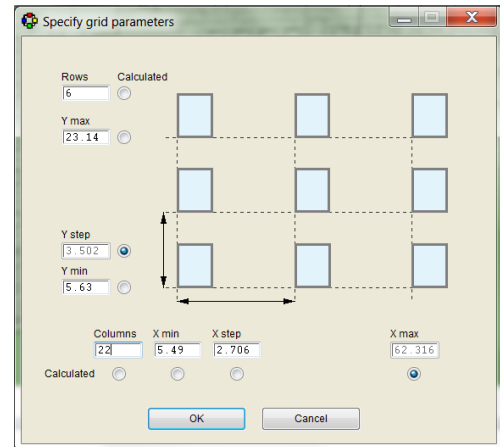 Specify grid parameters
Rows Calculated
6
Y max
23.14
Y step
3.502
Y min
5.63
Columns X min X step X max
22 5.49 2.706 62.316
Calculated
OK Cancel